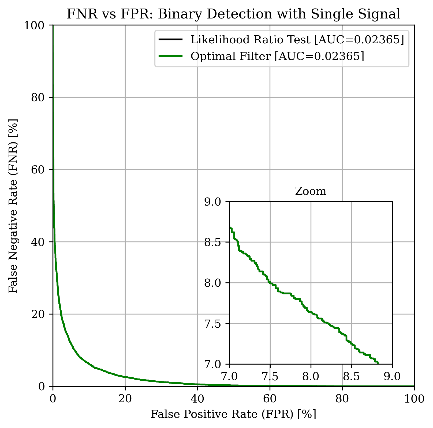 FNR vs FPR: Binary Detection with Single Signal
Likelihood Ratio Test [AUC=0.02365]
Optimal Filter [AUC=0.02365]
False Negative Rate (FNR) [%]
100
80
60
40
20
0
Zoom
9.0
8.5
8.0
7.5
7.0
7.0 7.5 8.0 8.5 9.0
0 20 40 60 80 100
False Positive Rate (FPR) [%]